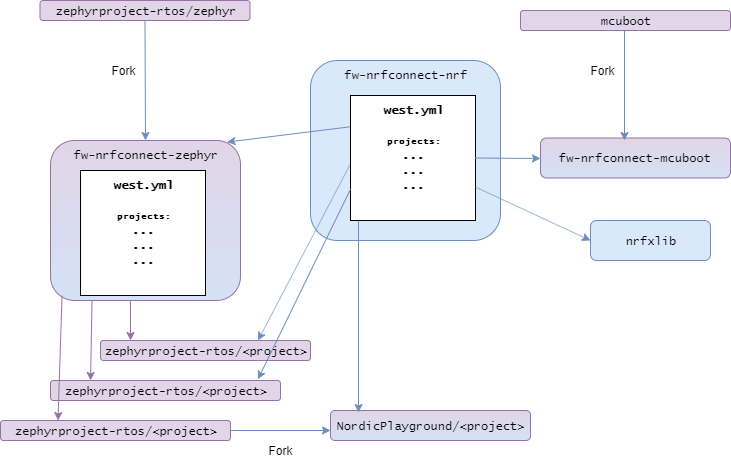 zephyrproject-rtos/zephyr
mcuboot
Fork
Fork
fw-nrfconnect-nrf
west.yml
projects:
...
...
...
fw-nrfconnect-zephyr
west.yml
projects:
...
...
...
fw-nrfconnect-mcuboot
nrfxlib
zephyrproject-rtos/<project>
zephyrproject-rtos/<project>
zephyrproject-rtos/<project>
Fork
NordicPlayground/<project>